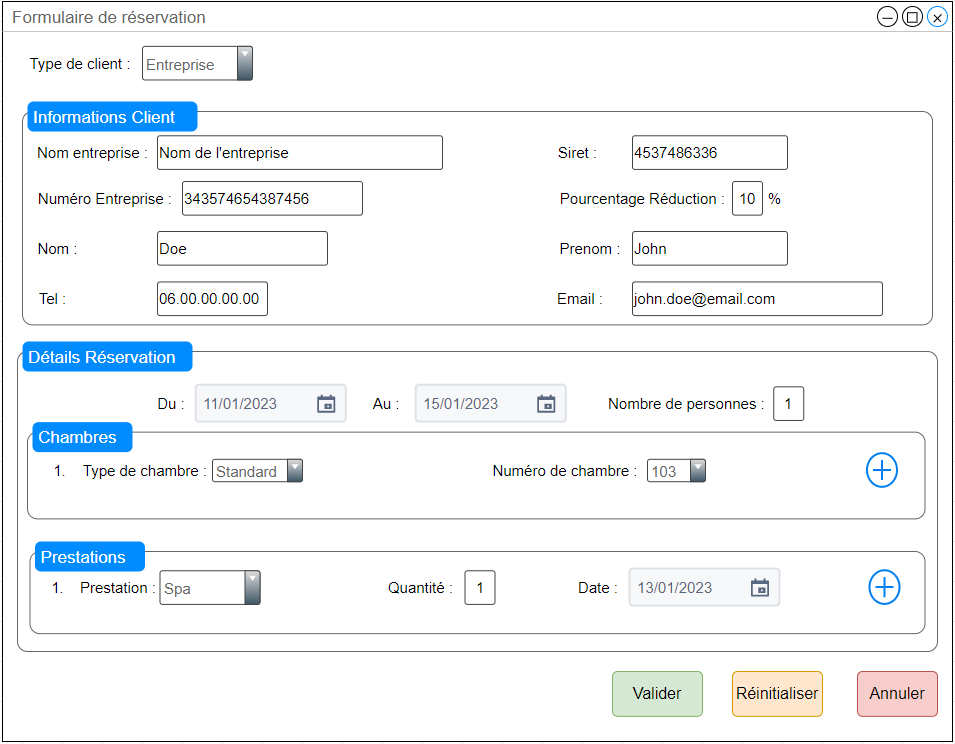 Formulaire de réservation
Type de client : Entreprise
Informations Client
Nom entreprise : Nom de l'entreprise Siret : 4537486336
Numéro Entreprise : 343574654387456 Pourcentage Réduction : 10 %
Nom : Doe Prenom : John
Tel : 06.00.00.00.00 Email : john.doe@email.com
Détails Réservation
Du : 11/01/2023 Au : 15/01/2023 Nombre de personnes : 1
Chambres
1. Type de chambre : Standard Numéro de chambre : 103
Prestations
1. Prestation : Spa Quantité : 1 Date : 13/01/2023
Valider Réinitialiser Annuler